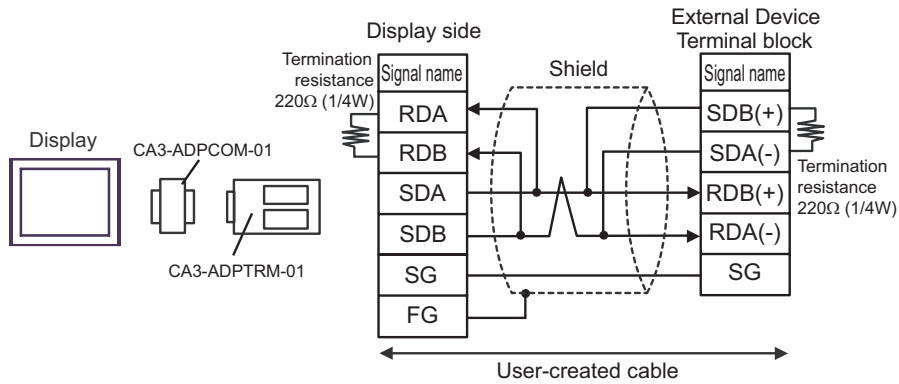 Display
CA3-ADPCOM-01
CA3-ADPTRM-01
Display side
Termination
resistance
220Ω (1/4W)
Signal name
RDA
RDB
SDA
SDB
SG
FG
Shield
External Device
Terminal block
Signal name
SDB(+)
SDA(-)
RDB(+)
RDA(-)
SG
Termination
resistance
220Ω (1/4W)
User-created cable